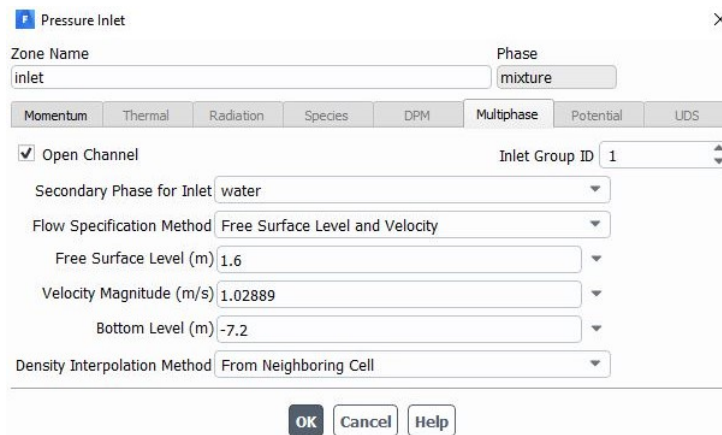 F Pressure Inlet
Zone Name Phase
inlet mixture
Momentum Thermal Radiation Species DPM Multiphase Potential UDS
Open Channel Inlet Group ID 1
Secondary Phase for Inlet water
Flow Specification Method Free Surface Level and Velocity
Free Surface Level (m) 1.6
Velocity Magnitude (m/s) 1.02889
Bottom Level (m) -7.2
Density Interpolation Method From Neighboring Cell
OK Cancel Help